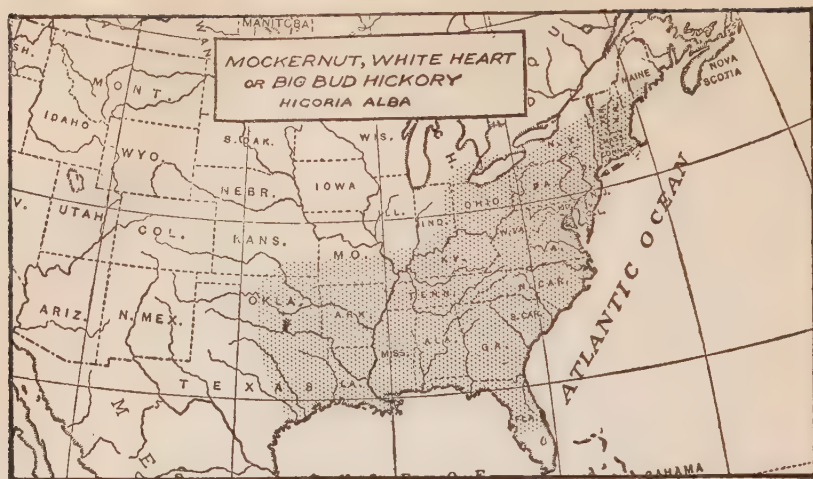 MANITOBA
MOCKERNUT, WHITE HEART
OR BIG BUD HICKORY
HICORIA ALBA
SH.
MONT
IDAHO
WYO.
S. DAK.
WIS.
MAINE
NOVA
SCOTIA
N.Y.
NEBR.
IOWA
PA.
V.
UTAH
COL.
KANS.
MO.
ILL.
IND.
OHIO
W.VA
VA.
KY.
ARIZ.
N. MEX.
OKLA.
ARK.
TENN.
N. CAR.
S. CAR.
TEXAS
LA.
MISS.
ALA.
GA.
FLA.
ATLANTIC OCEAN
BAHAMA